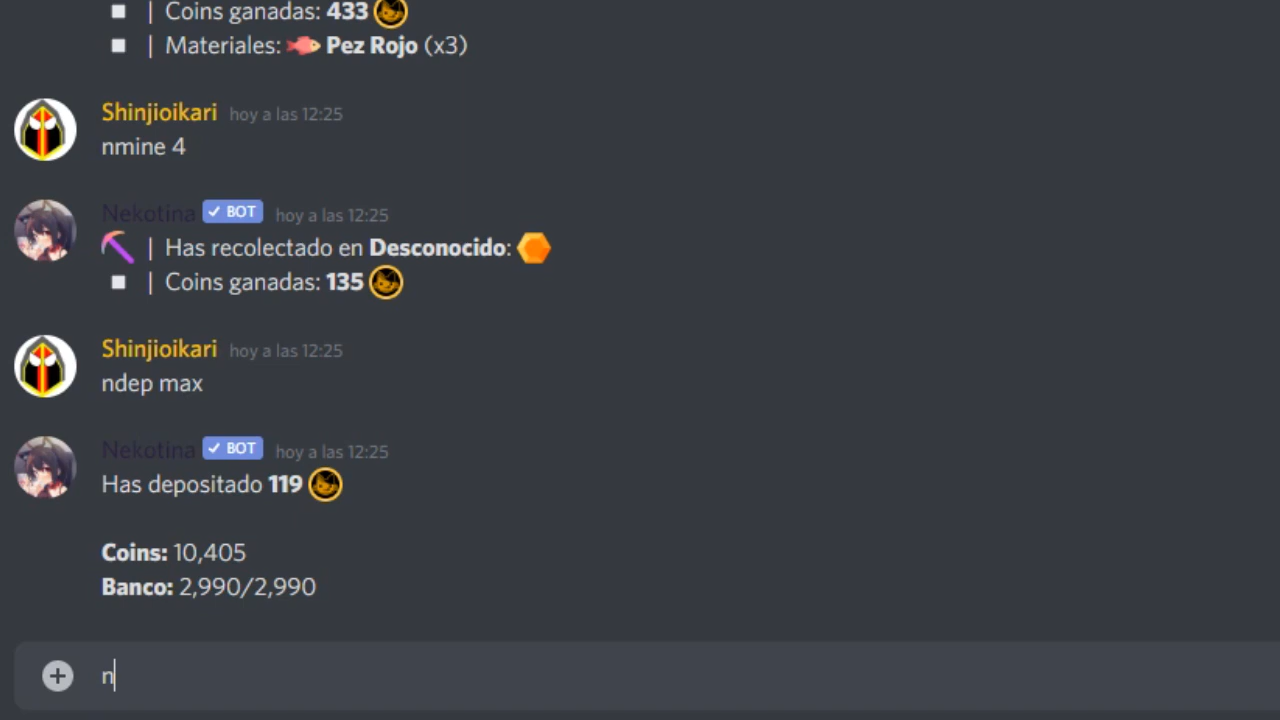 | Coins ganadas: 433
| Materiales: Pez Rojo (x3)
Shinjioikari hoy a las 12:25
nmine 4
Nekotina ✓ BOT hoy a las 12:25
| Has recolectado en Desconocido:
| Coins ganadas: 135
Shinjioikari hoy a las 12:25
ndep max
Nekotina ✓ BOT hoy a las 12:25
Has depositado 119
Coins: 10,405
Banco: 2,990/2,990
n